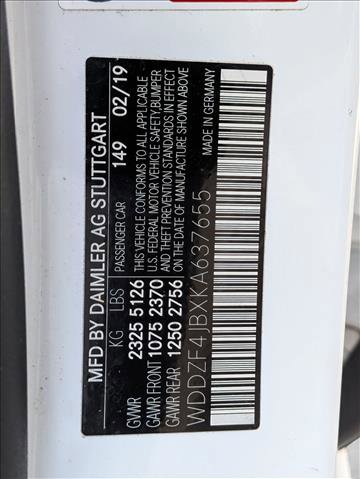 MFD BY DAIMLER AG STUTTGART
KG LBS PASSENGER CAR 149 02/19
GVWR 2325 5126 THIS VEHICLE CONFORMS TO ALL APPLICABLE
GAWR FRONT 1075 2370 U.S. FEDERAL MOTOR VEHICLE SAFETY,BUMPER
AND THEFT PREVENTION STANDARDS IN EFFECT
GAWR REAR 1250 2756 ON THE DATE OF MANUFACTURE SHOWN ABOVE
MADE IN GERMANY
WDDZF4JBXKA637655